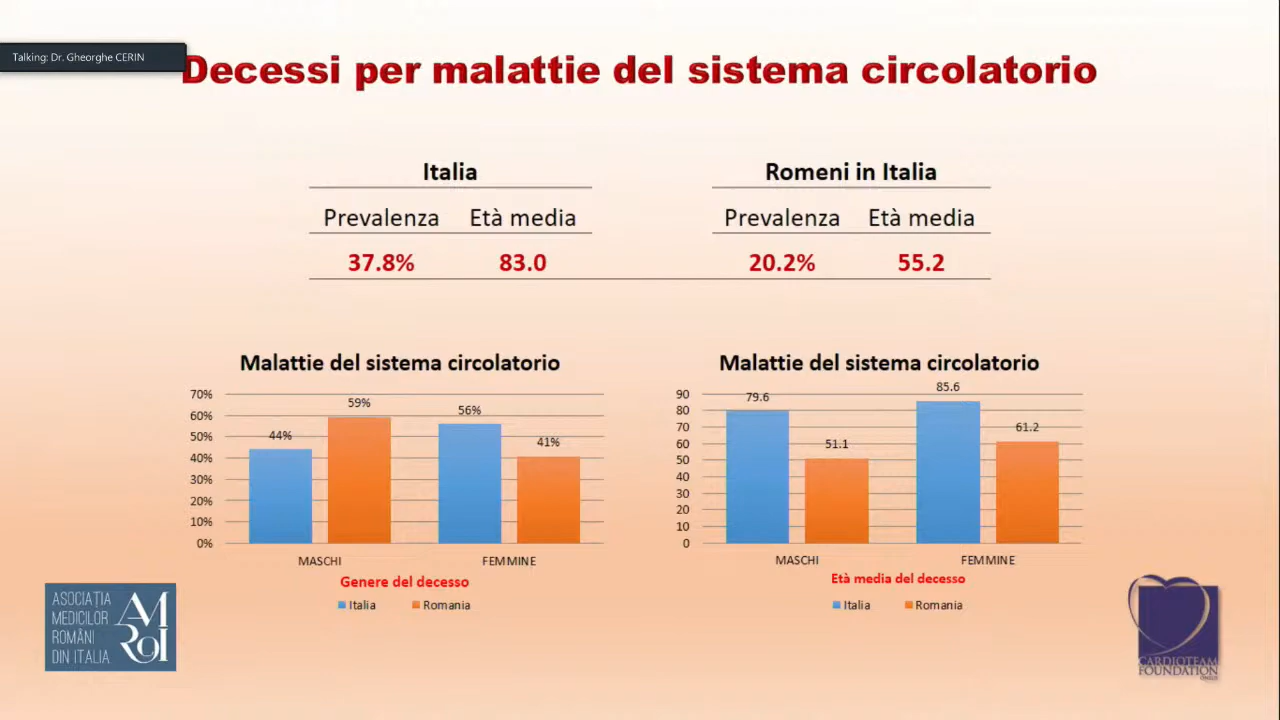 Talking: Dr. Gheorghe CERIN
Decessi per malattie del sistema circolatorio
Italia
Prevalenza Età media
37.8% 83.0
Romeni in Italia
Prevalenza Età media
20.2% 55.2
Malattie del sistema circolatorio
70%
60%
50%
40%
30%
20%
10%
0%
44% 59% 56% 41%
MASCHI FEMMINE
Genere del decesso
Italia Romania
Malattie del sistema circolatorio
90
80
70
60
50
40
30
20
10
0
79.6 51.1 85.6 61.2
MASCHI FEMMINE
Età media del decesso
Italia Romania
ASOCIAȚIA
MEDICILOR
ROMÂNI
DIN ITALIA
AM
ROI
CARDIOTEAM
FOUNDATION